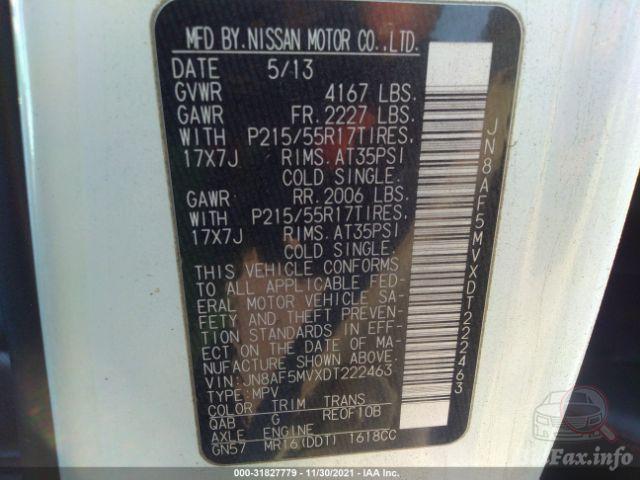 MFD BY.NISSAN MOTOR CO.,LTD.
DATE 5/13
GVWR 4167 LBS.
GAWR FR. 2227 LBS.
WITH P215/55R17TIRES,
17X7J RIMS. AT35PSI
COLD SINGLE.
GAWR RR. 2006 LBS.
WITH P215/55R17TIRES,
17X7J RIMS. AT35PSI
COLD SINGLE.
THIS VEHICLE CONFORMS
TO ALL APPLICABLE FED-
ERAL MOTOR VEHICLE SA-
FETY AND THEFT PREVEN-
TION STANDARDS IN EFF-
ECT ON THE DATE OF MA-
NUFACTURE SHOWN ABOVE.
VIN:JN8AF5MVXDT222463
TYPE:MPV
COLOR TRIM TRANS
QAB G RE0F10B
AXLE ENGINE
GN57 MR16(DDT) 1618CC
JN8AF5MVXDT222463
000-31827779 - 11/30/2021 - IAA Inc.
BidFax.info